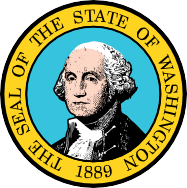 THE SEAL OF THE STATE OF WASHINGTON
1889